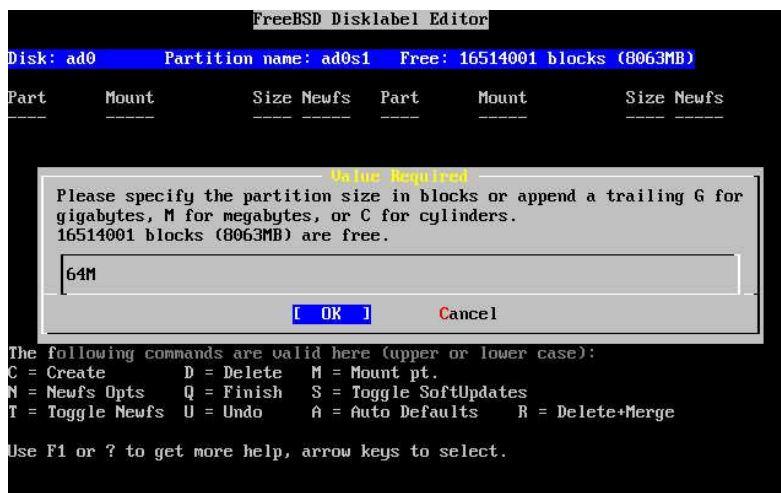 FreeBSD Disklabel Editor
Disk: ad0 Partition name: ad0s1 Free: 16514001 blocks (8063MB)
Part Mount Size Newfs Part Mount Size Newfs
---- ----- ---- ----- ---- ----- ---- -----
Value Required
Please specify the partition size in blocks or append a trailing G for
gigabytes, M for megabytes, or C for cylinders.
16514001 blocks (8063MB) are free.
64M
[ OK ] Cancel
The following commands are valid here (upper or lower case):
C = Create D = Delete M = Mount pt.
N = Newfs Opts Q = Finish S = Toggle SoftUpdates
T = Toggle Newfs U = Undo A = Auto Defaults R = Delete+Merge
Use F1 or ? to get more help, arrow keys to select.